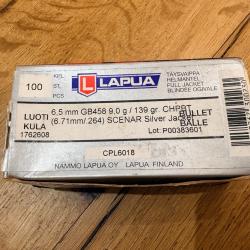 100 KPL. ST. PCS
L LAPUA
TÄYSVAIPPA
HELMANTEL
FULL JACKET
BLINDÉE OGIVALE
LUOTI
KULA
1762608
6.5 mm GB458 9,0 g / 139 gr. CHPBT
(6.71mm/.264) SCENAR Silver Jacket
Lot: P00383601
BULLET
BALLE
CPL6018
NAMMO LAPUA OY LAPUA FINLAND